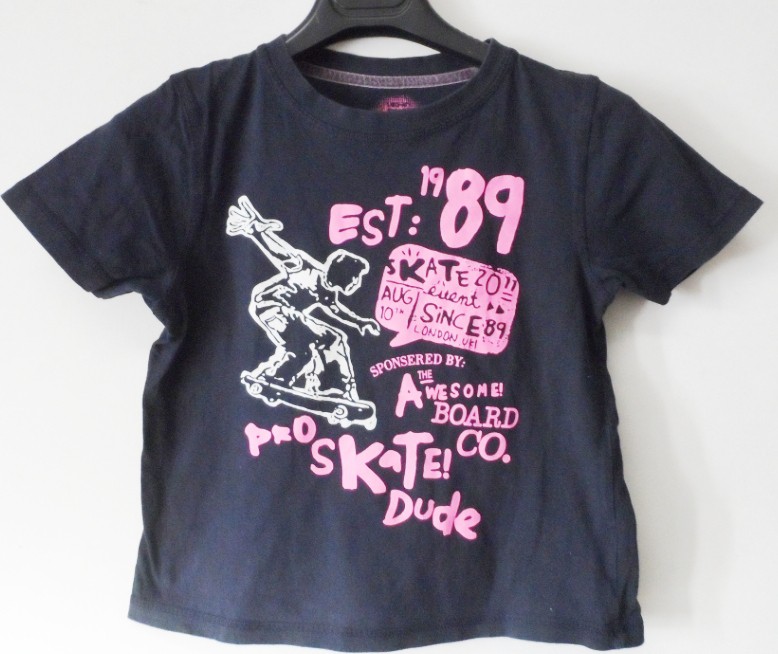 EST: 1989
SKATE 2011
event
AUG 10TH
SiNCE·89
LONDON UK!
SPONSERED BY:
THE
AWESOME!
BOARD
CO.
PRO
SKaTE!
Dude